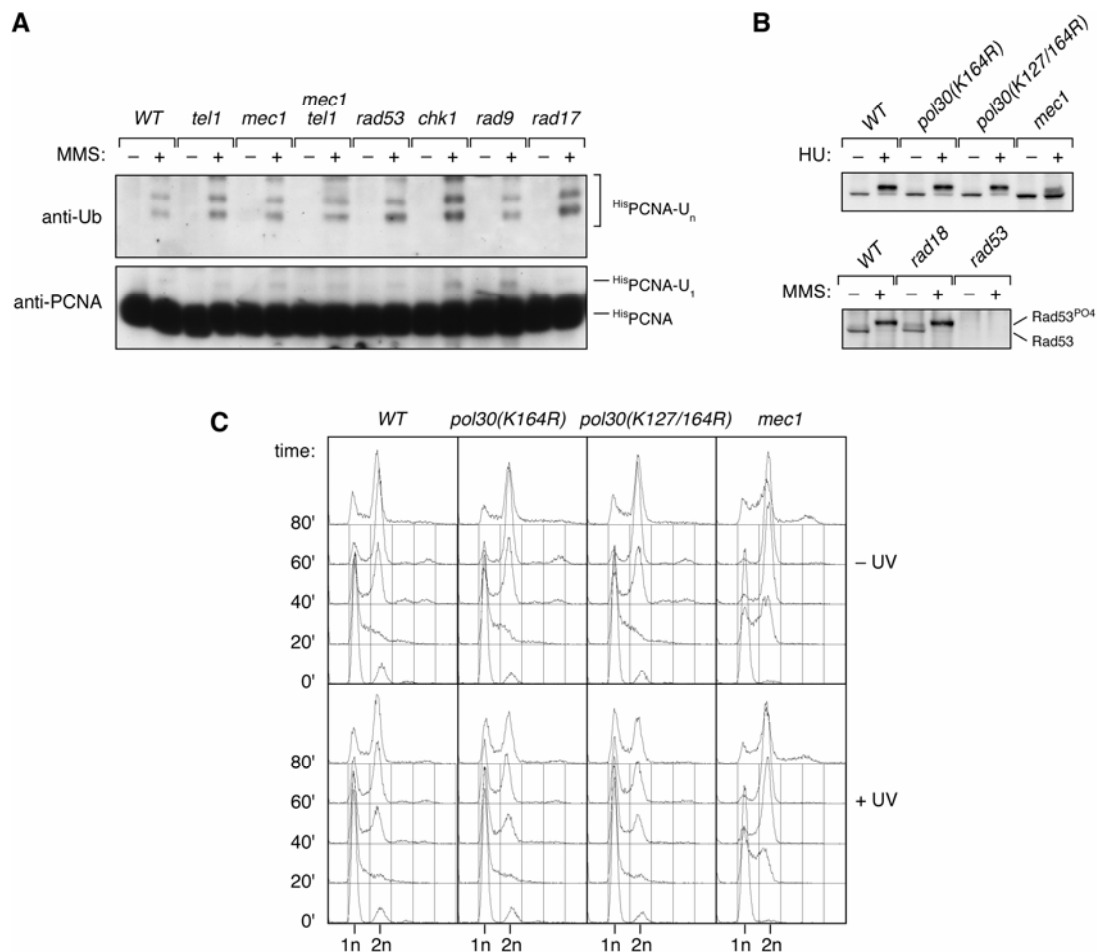 A
mec1
WT tel1 mec1 tel1 rad53 chk1 rad9 rad17
MMS: – + – + – + – + – + – + – + – +
anti-Ub
HisPCNA-Un
anti-PCNA
HisPCNA-U1
HisPCNA
B
WT pol30(K164R) pol30(K127/164R) mec1
HU: – + – + – + – +
WT rad18 rad53
MMS: – + – + – +
Rad53PO4
Rad53
C
WT pol30(K164R) pol30(K127/164R) mec1
time:
80'
60'
– UV
40'
20'
0'
80'
60'
+ UV
40'
20'
0'
1n 2n 1n 2n 1n 2n 1n 2n